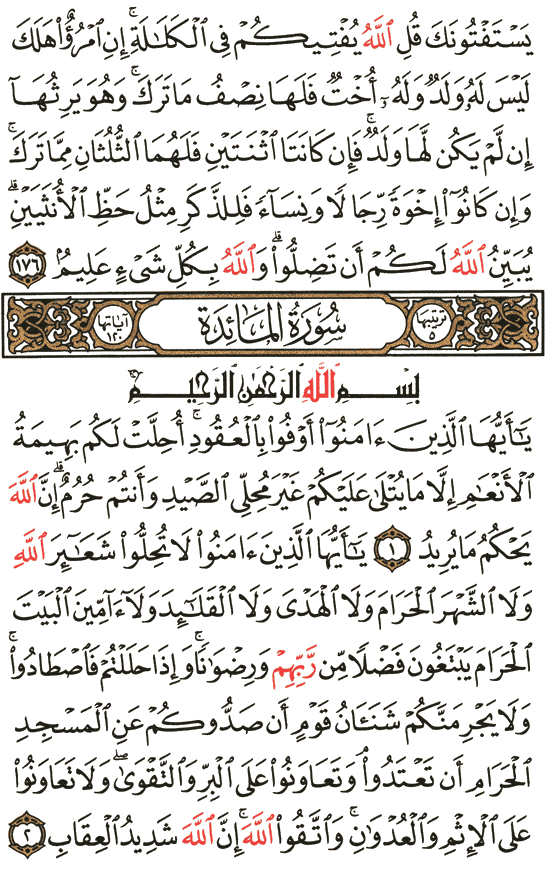 يَسْتَفْتُونَكَ قُلِ ٱللَّهُ يُفْتِيكُمْ فِى ٱلْكَلَٰلَةِ ۚ إِنِ ٱمْرُؤٌا۟ هَلَكَ
لَيْسَ لَهُۥ وَلَدٌ وَلَهُۥٓ أُخْتٌ فَلَهَا نِصْفُ مَا تَرَكَ ۚ وَهُوَ يَرِثُهَآ
إِن لَّمْ يَكُن لَّهَا وَلَدٌ ۚ فَإِن كَانَتَا ٱثْنَتَيْنِ فَلَهُمَا ٱلثُّلُثَانِ مِمَّا تَرَكَ ۚ
وَإِن كَانُوٓا۟ إِخْوَةً رِّجَالًا وَنِسَآءً فَلِلذَّكَرِ مِثْلُ حَظِّ ٱلْأُنثَيَيْنِ ۗ
يُبَيِّنُ ٱللَّهُ لَكُمْ أَن تَضِلُّوا۟ ۗ وَٱللَّهُ بِكُلِّ شَىْءٍ عَلِيمٌۢ ١٧٦
ترتيبها ٥ سُورَةُ المَائِدَة آياتها ١٢٠
بِسْمِ ٱللَّهِ ٱلرَّحْمَٰنِ ٱلرَّحِيمِ
يَٰٓأَيُّهَا ٱلَّذِينَ ءَامَنُوٓا۟ أَوْفُوا۟ بِٱلْعُقُودِ ۚ أُحِلَّتْ لَكُم بَهِيمَةُ
ٱلْأَنْعَٰمِ إِلَّا مَا يُتْلَىٰ عَلَيْكُمْ غَيْرَ مُحِلِّى ٱلصَّيْدِ وَأَنتُمْ حُرُمٌ ۗ إِنَّ ٱللَّهَ
يَحْكُمُ مَا يُرِيدُ ١ يَٰٓأَيُّهَا ٱلَّذِينَ ءَامَنُوا۟ لَا تُحِلُّوا۟ شَعَٰٓئِرَ ٱللَّهِ
وَلَا ٱلشَّهْرَ ٱلْحَرَامَ وَلَا ٱلْهَدْىَ وَلَا ٱلْقَلَٰٓئِدَ وَلَآ ءَآمِّينَ ٱلْبَيْتَ
ٱلْحَرَامَ يَبْتَغُونَ فَضْلًا مِّن رَّبِّهِمْ وَرِضْوَٰنًا ۚ وَإِذَا حَلَلْتُمْ فَٱصْطَادُوا۟ ۚ
وَلَا يَجْرِمَنَّكُمْ شَنَـَٔانُ قَوْمٍ أَن صَدُّوكُمْ عَنِ ٱلْمَسْجِدِ
ٱلْحَرَامِ أَن تَعْتَدُوا۟ ۘ وَتَعَاوَنُوا۟ عَلَى ٱلْبِرِّ وَٱلتَّقْوَىٰ ۖ وَلَا تَعَاوَنُوا۟
عَلَى ٱلْإِثْمِ وَٱلْعُدْوَٰنِ ۚ وَٱتَّقُوا۟ ٱللَّهَ ۖ إِنَّ ٱللَّهَ شَدِيدُ ٱلْعِقَابِ ٢